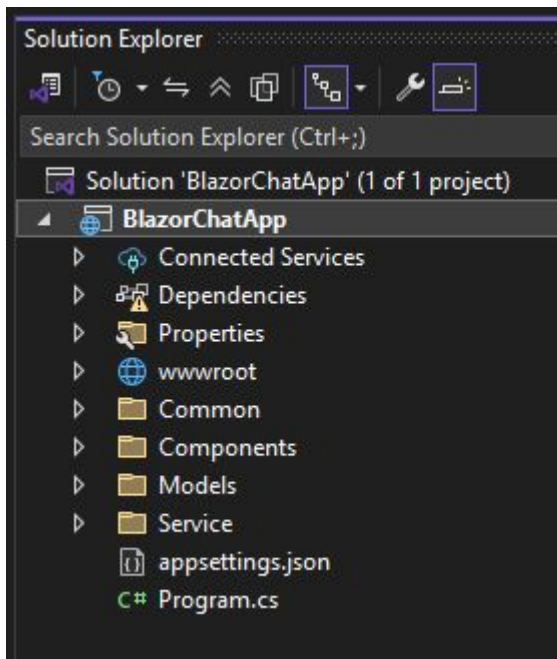 Solution Explorer
Search Solution Explorer (Ctrl+;)
Solution 'BlazorChatApp' (1 of 1 project)
BlazorChatApp
Connected Services
Dependencies
Properties
wwwroot
Common
Components
Models
Service
appsettings.json
C# Program.cs